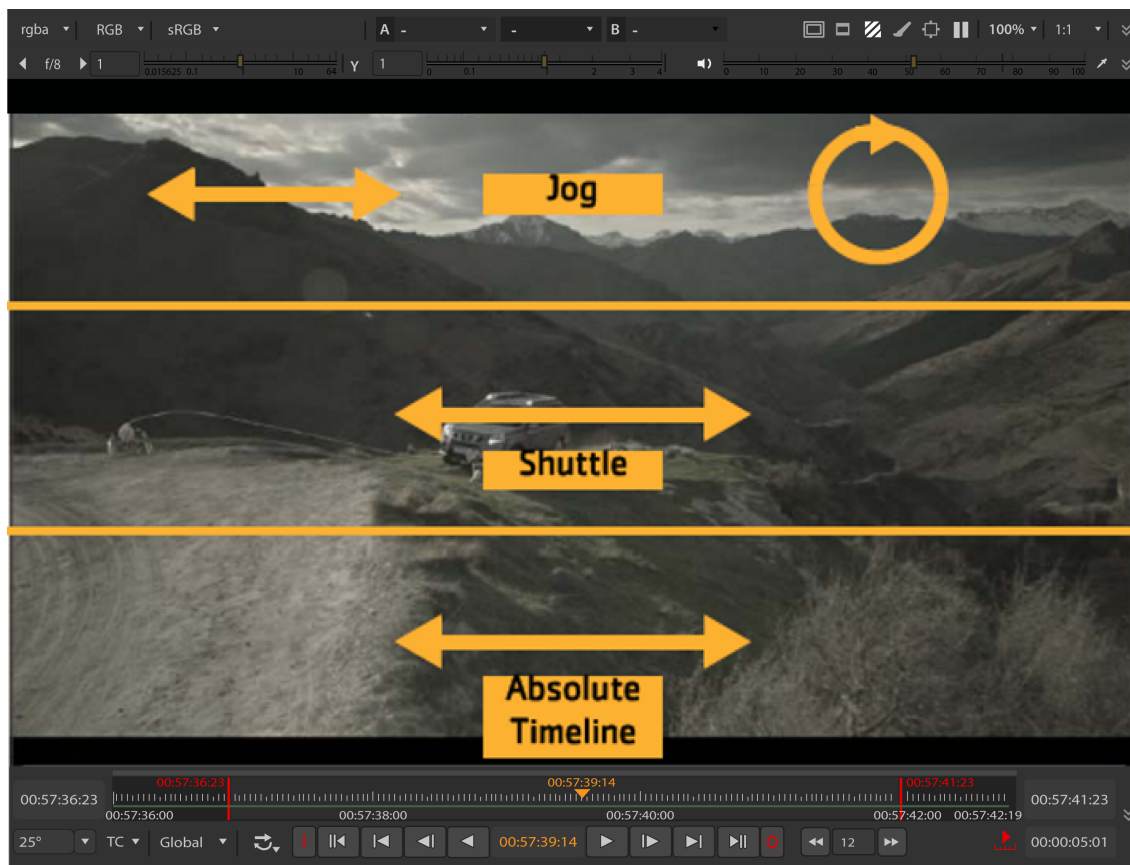 rgba RGB sRGB A - - B - 100% 1:1
f/8 1 0.015625 0.1 10 64 Y 1 0 0.1 1 2 3 4 0 10 20 30 40 50 60 70 80 90 100
Jog
Shuttle
Absolute
Timeline
00:57:36:23 00:57:39:14 00:57:41:23
00:57:36:23 00:57:41:23
00:57:36:00 00:57:38:00 00:57:40:00 00:57:42:00 00:57:42:19
25° TC Global I 00:57:39:14 O 12 00:00:05:01